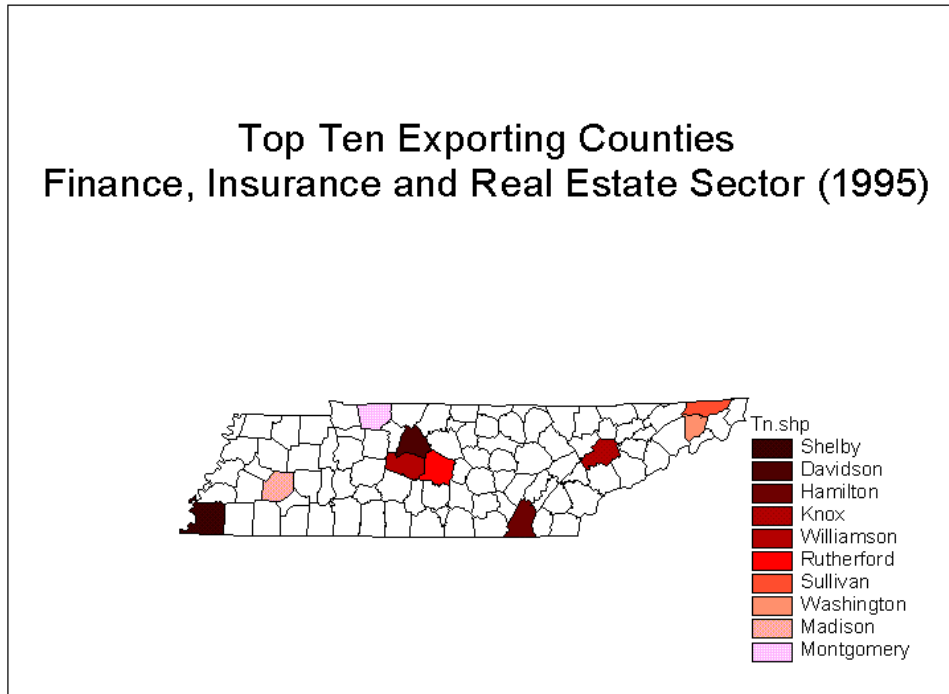 Top Ten Exporting Counties
Finance, Insurance and Real Estate Sector (1995)
Tn.shp
Shelby
Davidson
Hamilton
Knox
Williamson
Rutherford
Sullivan
Washington
Madison
Montgomery